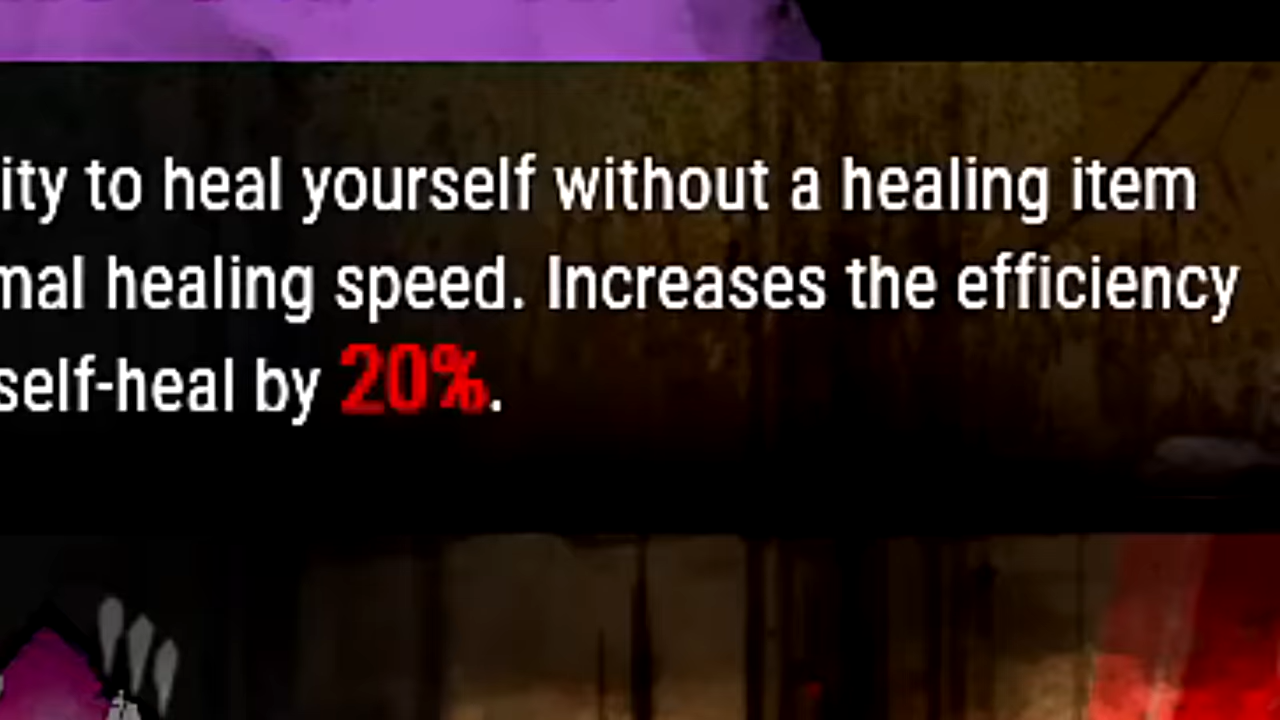 ity to heal yourself without a healing item
mal healing speed. Increases the efficiency
self-heal by 20%.